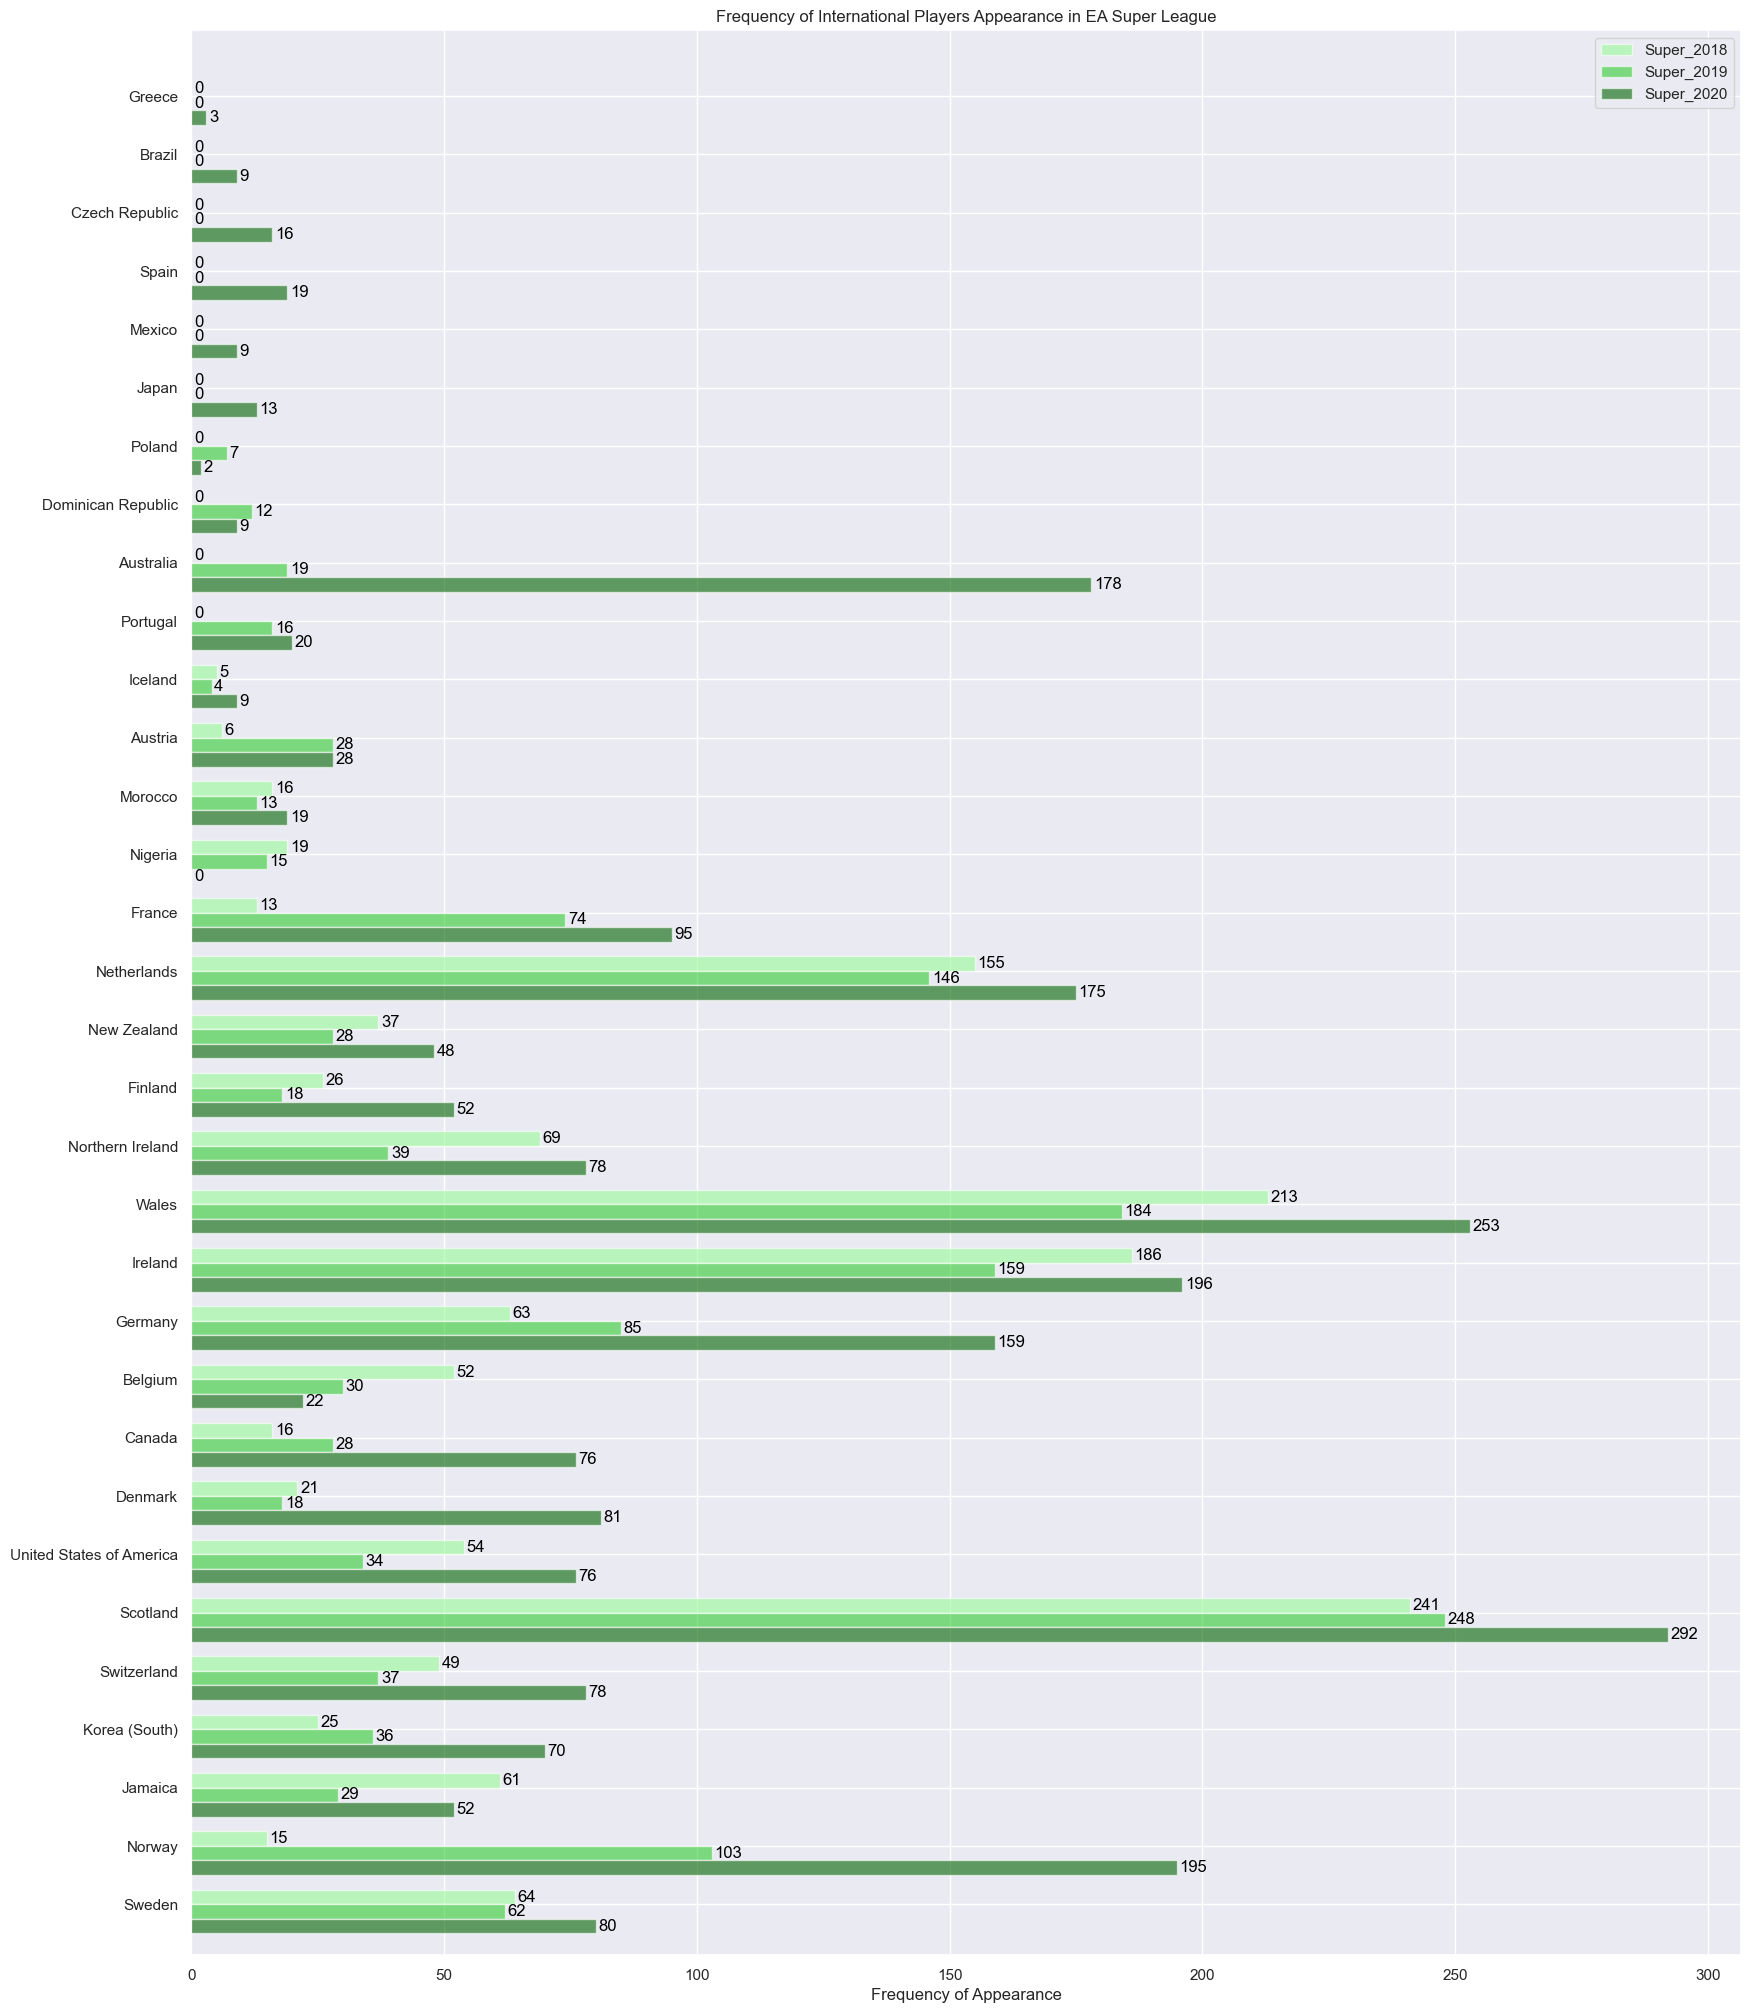 Frequency of International Players Appearance in EA Super League
Super_2018
Super_2019
Super_2020
Greece
0
0
3
Brazil
0
0
9
Czech Republic
0
0
16
Spain
0
0
19
Mexico
0
0
9
Japan
0
0
13
Poland
0
7
2
Dominican Republic
0
12
9
Australia
0
19
178
Portugal
0
16
20
Iceland
5
4
9
Austria
6
28
28
Morocco
16
13
19
Nigeria
19
15
0
France
13
74
95
Netherlands
155
146
175
New Zealand
37
28
48
Finland
26
18
52
Northern Ireland
69
39
78
Wales
213
184
253
Ireland
186
159
196
Germany
63
85
159
Belgium
52
30
22
Canada
16
28
76
Denmark
21
18
81
United States of America
54
34
76
Scotland
241
248
292
Switzerland
49
37
78
Korea (South)
25
36
70
Jamaica
61
29
52
Norway
15
103
195
Sweden
64
62
80
0 50 100 150 200 250 300
Frequency of Appearance